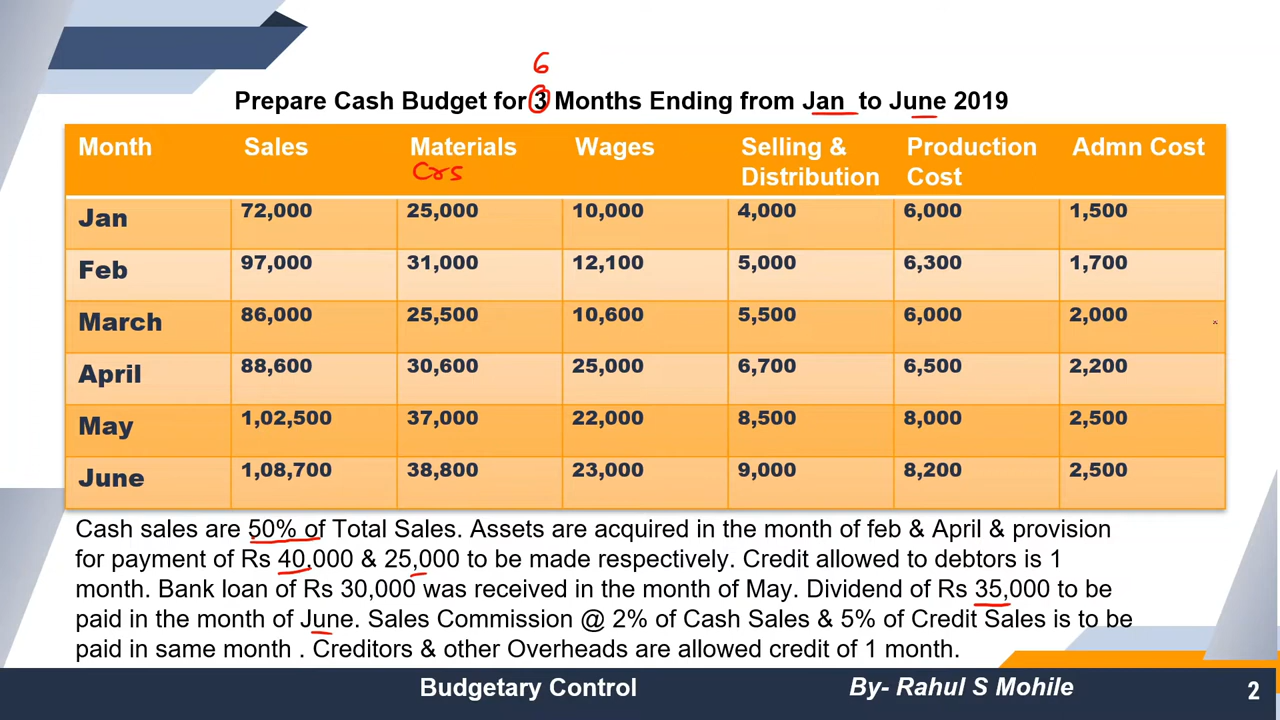 6
Prepare Cash Budget for 3 Months Ending from Jan to June 2019
Month Sales Materials Wages Selling & Distribution Production Cost Admn Cost
Crs
Jan 72,000 25,000 10,000 4,000 6,000 1,500
Feb 97,000 31,000 12,100 5,000 6,300 1,700
March 86,000 25,500 10,600 5,500 6,000 2,000
April 88,600 30,600 25,000 6,700 6,500 2,200
May 1,02,500 37,000 22,000 8,500 8,000 2,500
June 1,08,700 38,800 23,000 9,000 8,200 2,500
Cash sales are 50% of Total Sales. Assets are acquired in the month of feb & April & provision
for payment of Rs 40,000 & 25,000 to be made respectively. Credit allowed to debtors is 1
month. Bank loan of Rs 30,000 was received in the month of May. Dividend of Rs 35,000 to be
paid in the month of June. Sales Commission @ 2% of Cash Sales & 5% of Credit Sales is to be
paid in same month . Creditors & other Overheads are allowed credit of 1 month.
Budgetary Control By- Rahul S Mohile 2